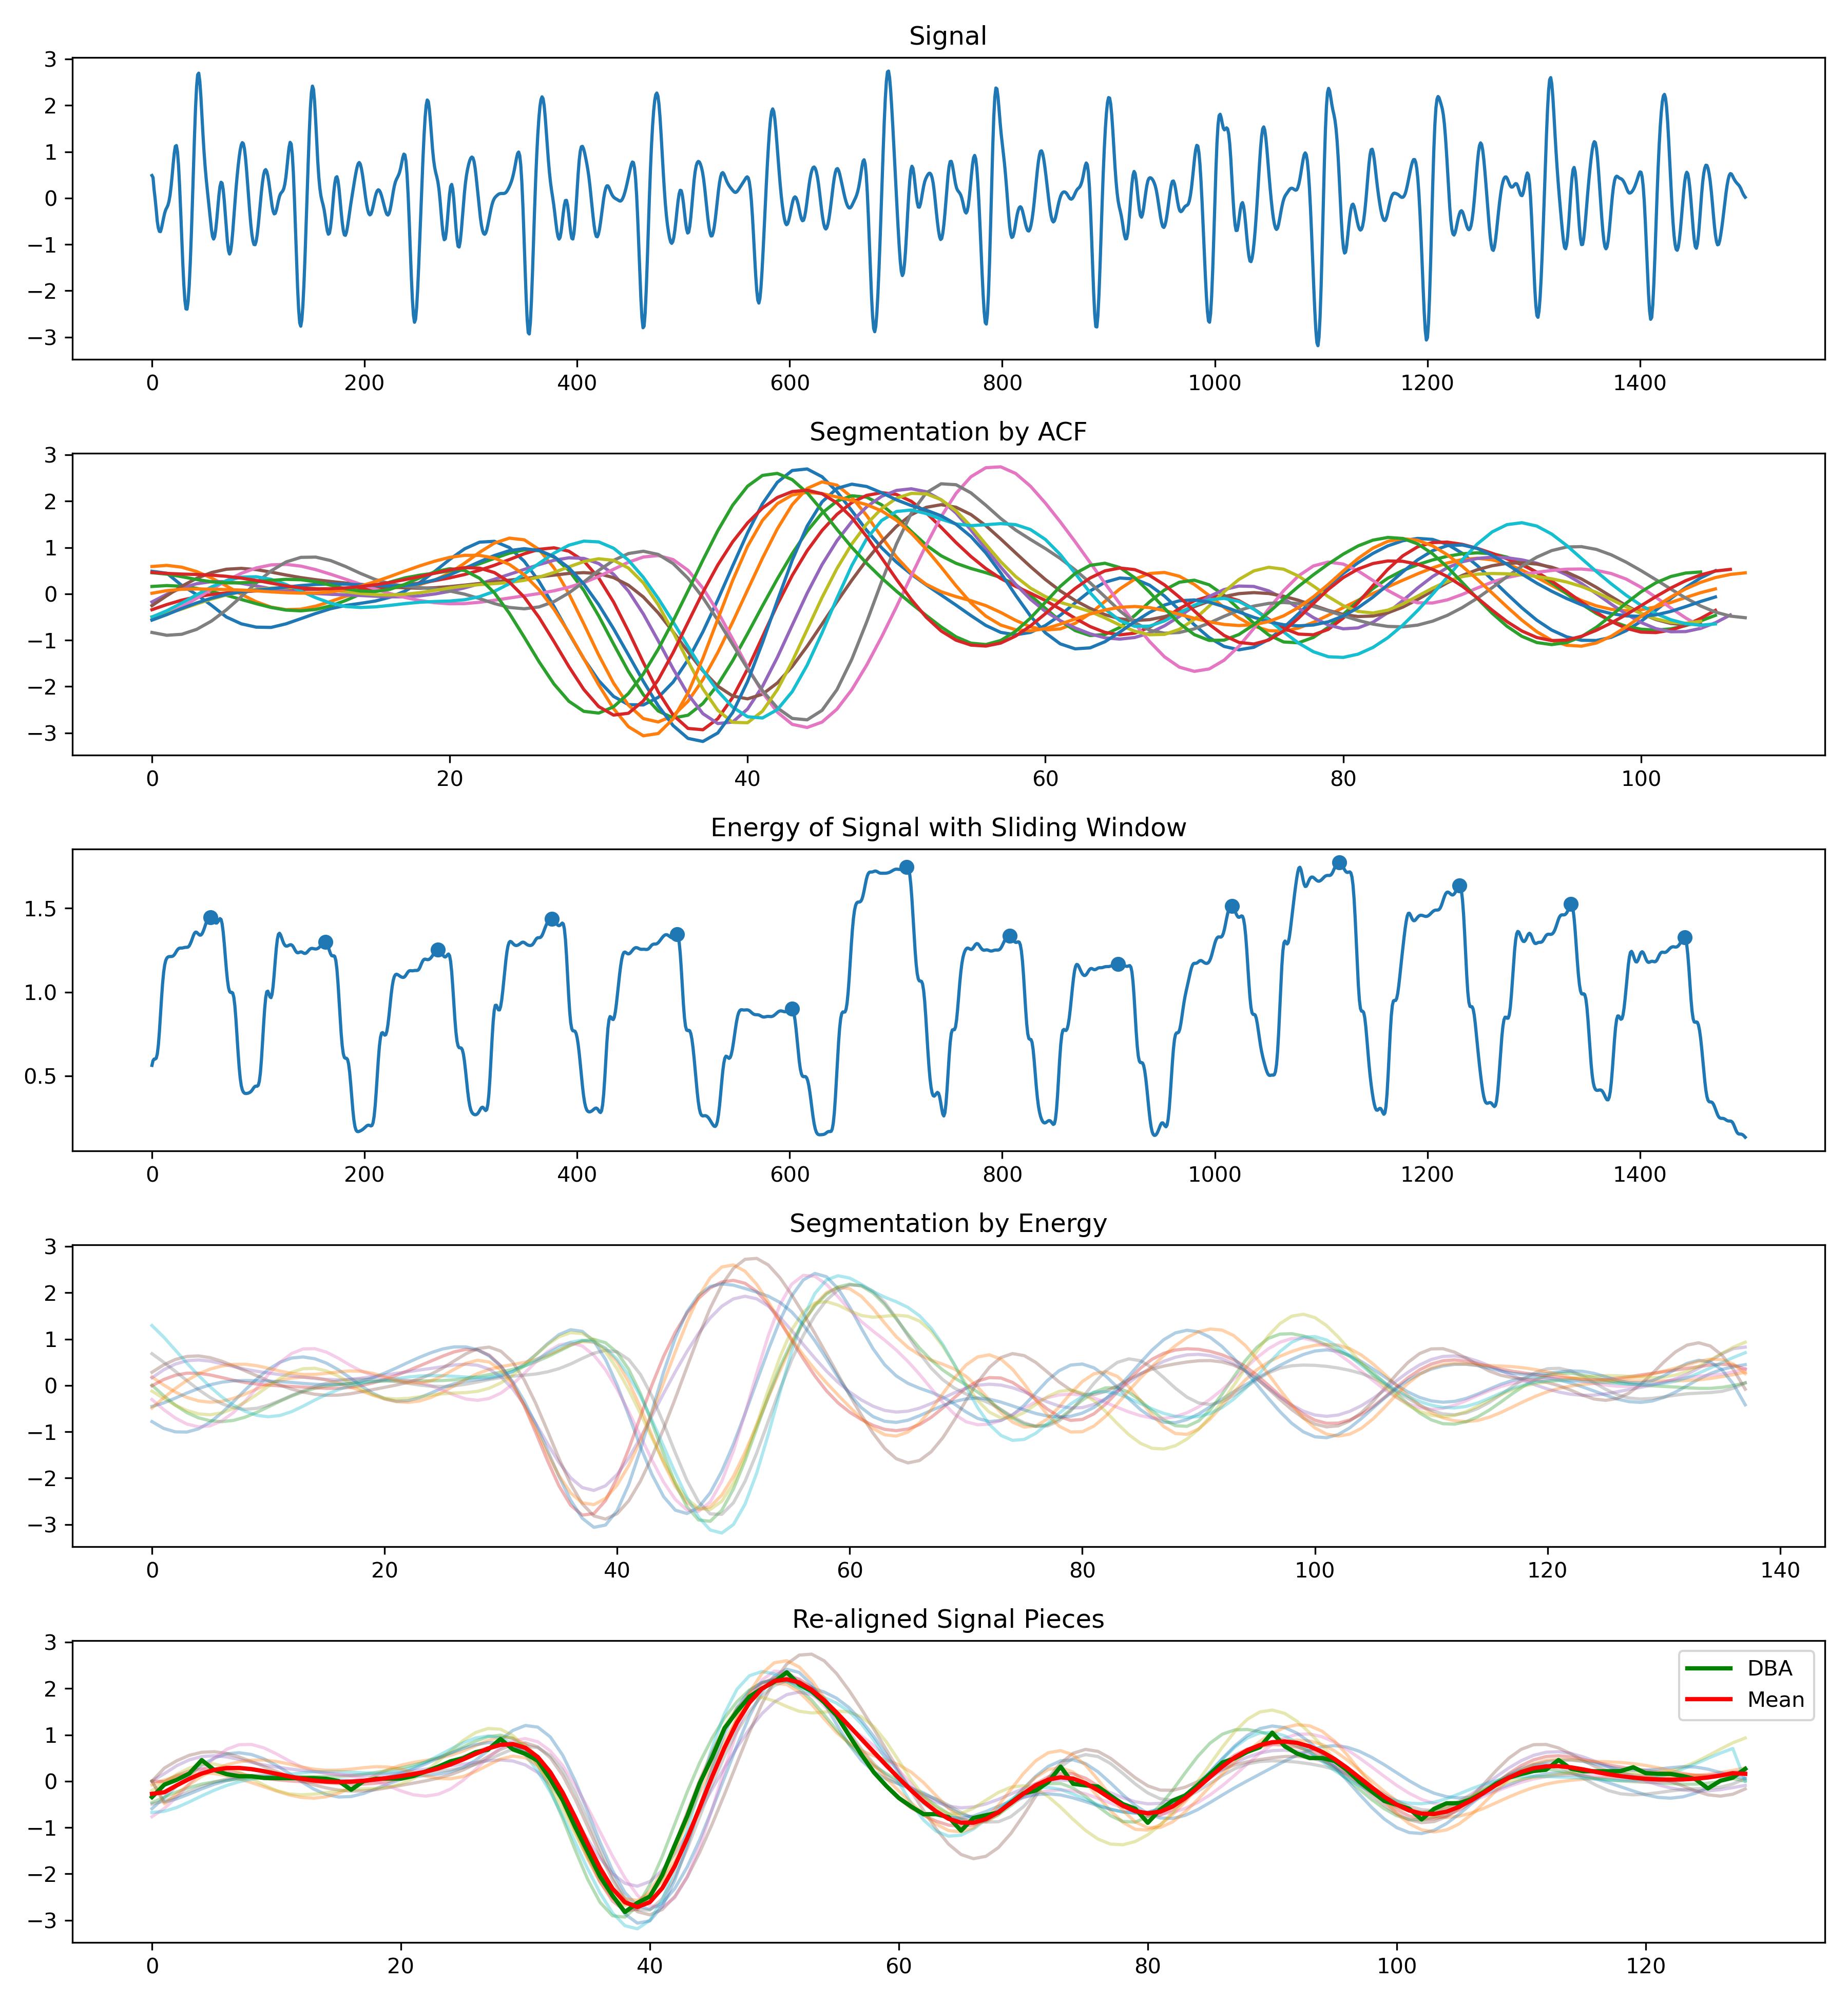 Signal
3
2
1
0
−1
−2
−3
0 200 400 600 800 1000 1200 1400
Segmentation by ACF
3
2
1
0
−1
−2
−3
0 20 40 60 80 100
Energy of Signal with Sliding Window
1.5
1.0
0.5
0 200 400 600 800 1000 1200 1400
Segmentation by Energy
3
2
1
0
−1
−2
−3
0 20 40 60 80 100 120 140
Re-aligned Signal Pieces
3
2
1
0
−1
−2
−3
DBA
Mean
0 20 40 60 80 100 120